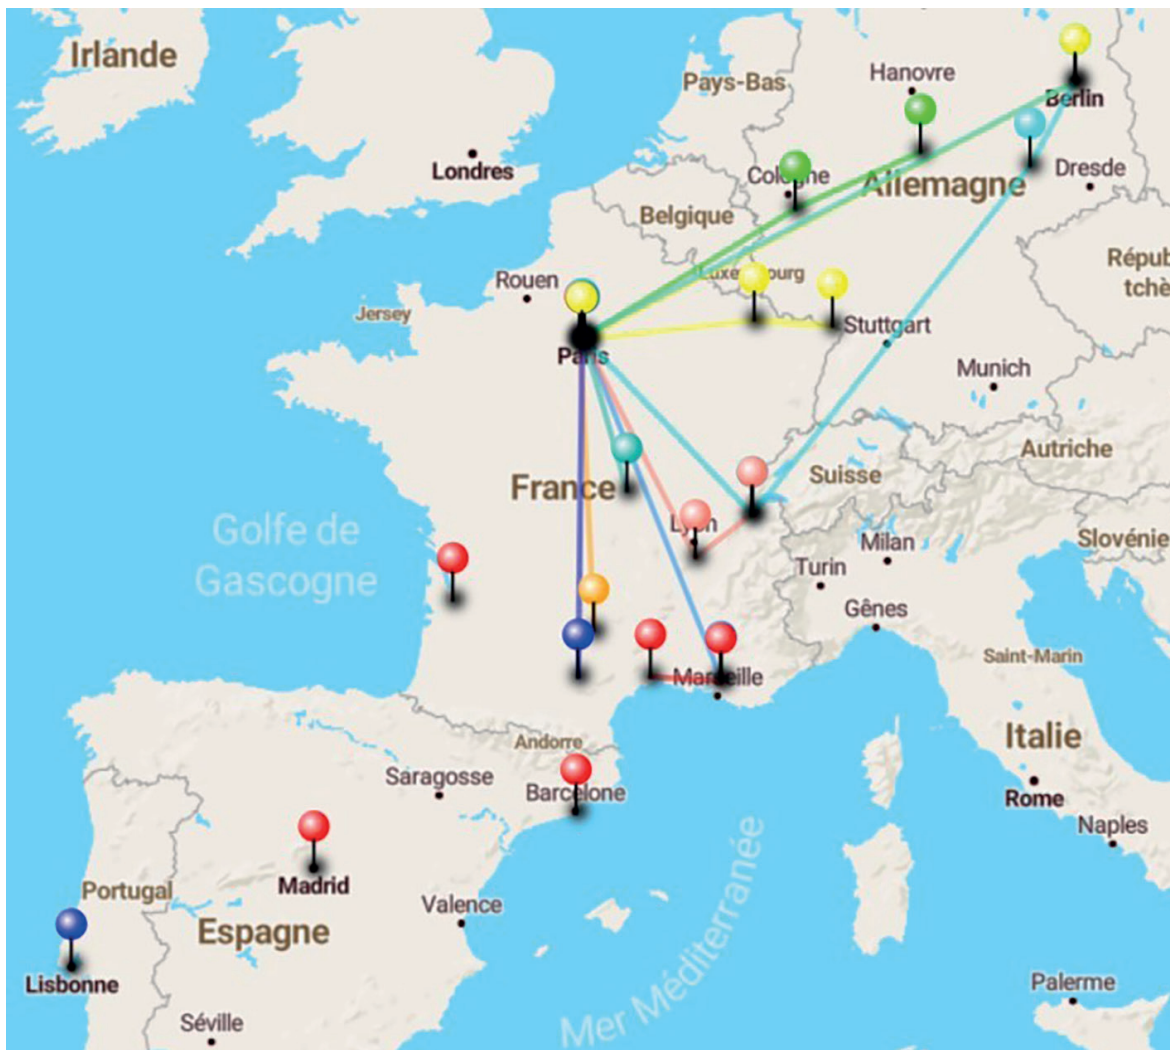 Irlande
Pays-Bas
Hanovre
Berlin
Londres
Cologne
Allemagne
Dresde
Belgique
Rouen
Luxembourg
Répub
tchè
Jersey
Stuttgart
Paris
Munich
Autriche
France
Suisse
Golfe de
Gascogne
Lyon
Slovénie
Milan
Turin
Gênes
Saint-Marin
Marseille
Andorre
Italie
Saragosse
Barcelone
Rome
Naples
Madrid
Portugal
Valence
Espagne
Lisbonne
Mer Méditerranée
Palerme
Séville